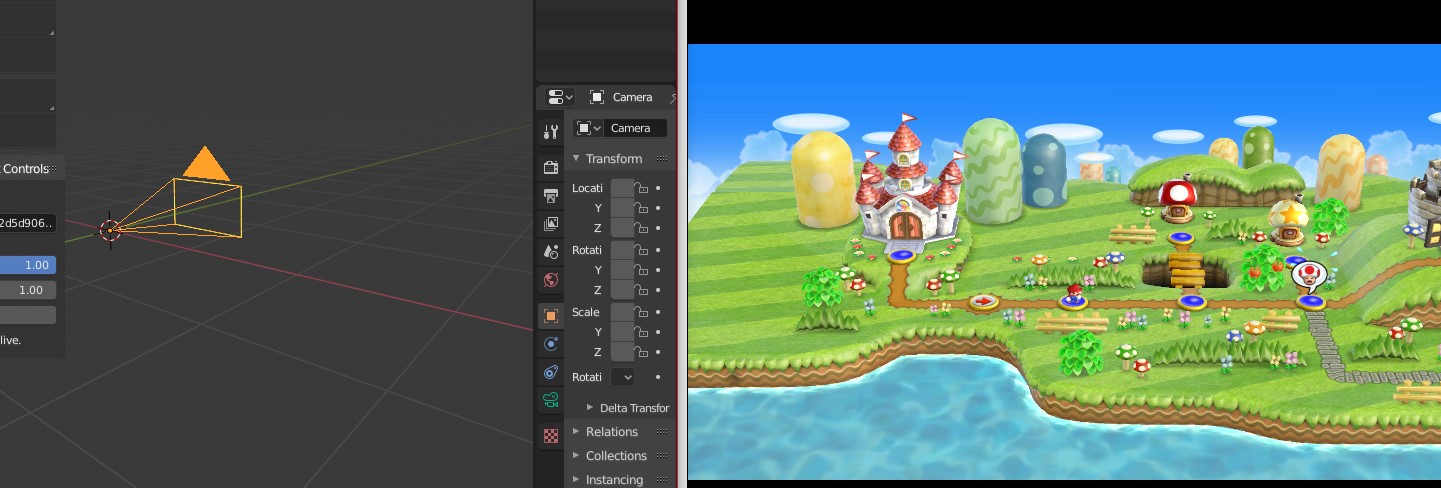 Controls
2d5d906..
1.00
1.00
live.
Camera
Camera
Transform
Locati
Y
Z
Rotati
Y
Z
Scale
Y
Z
Rotati
Delta Transfor
Relations
Collections
Instancing